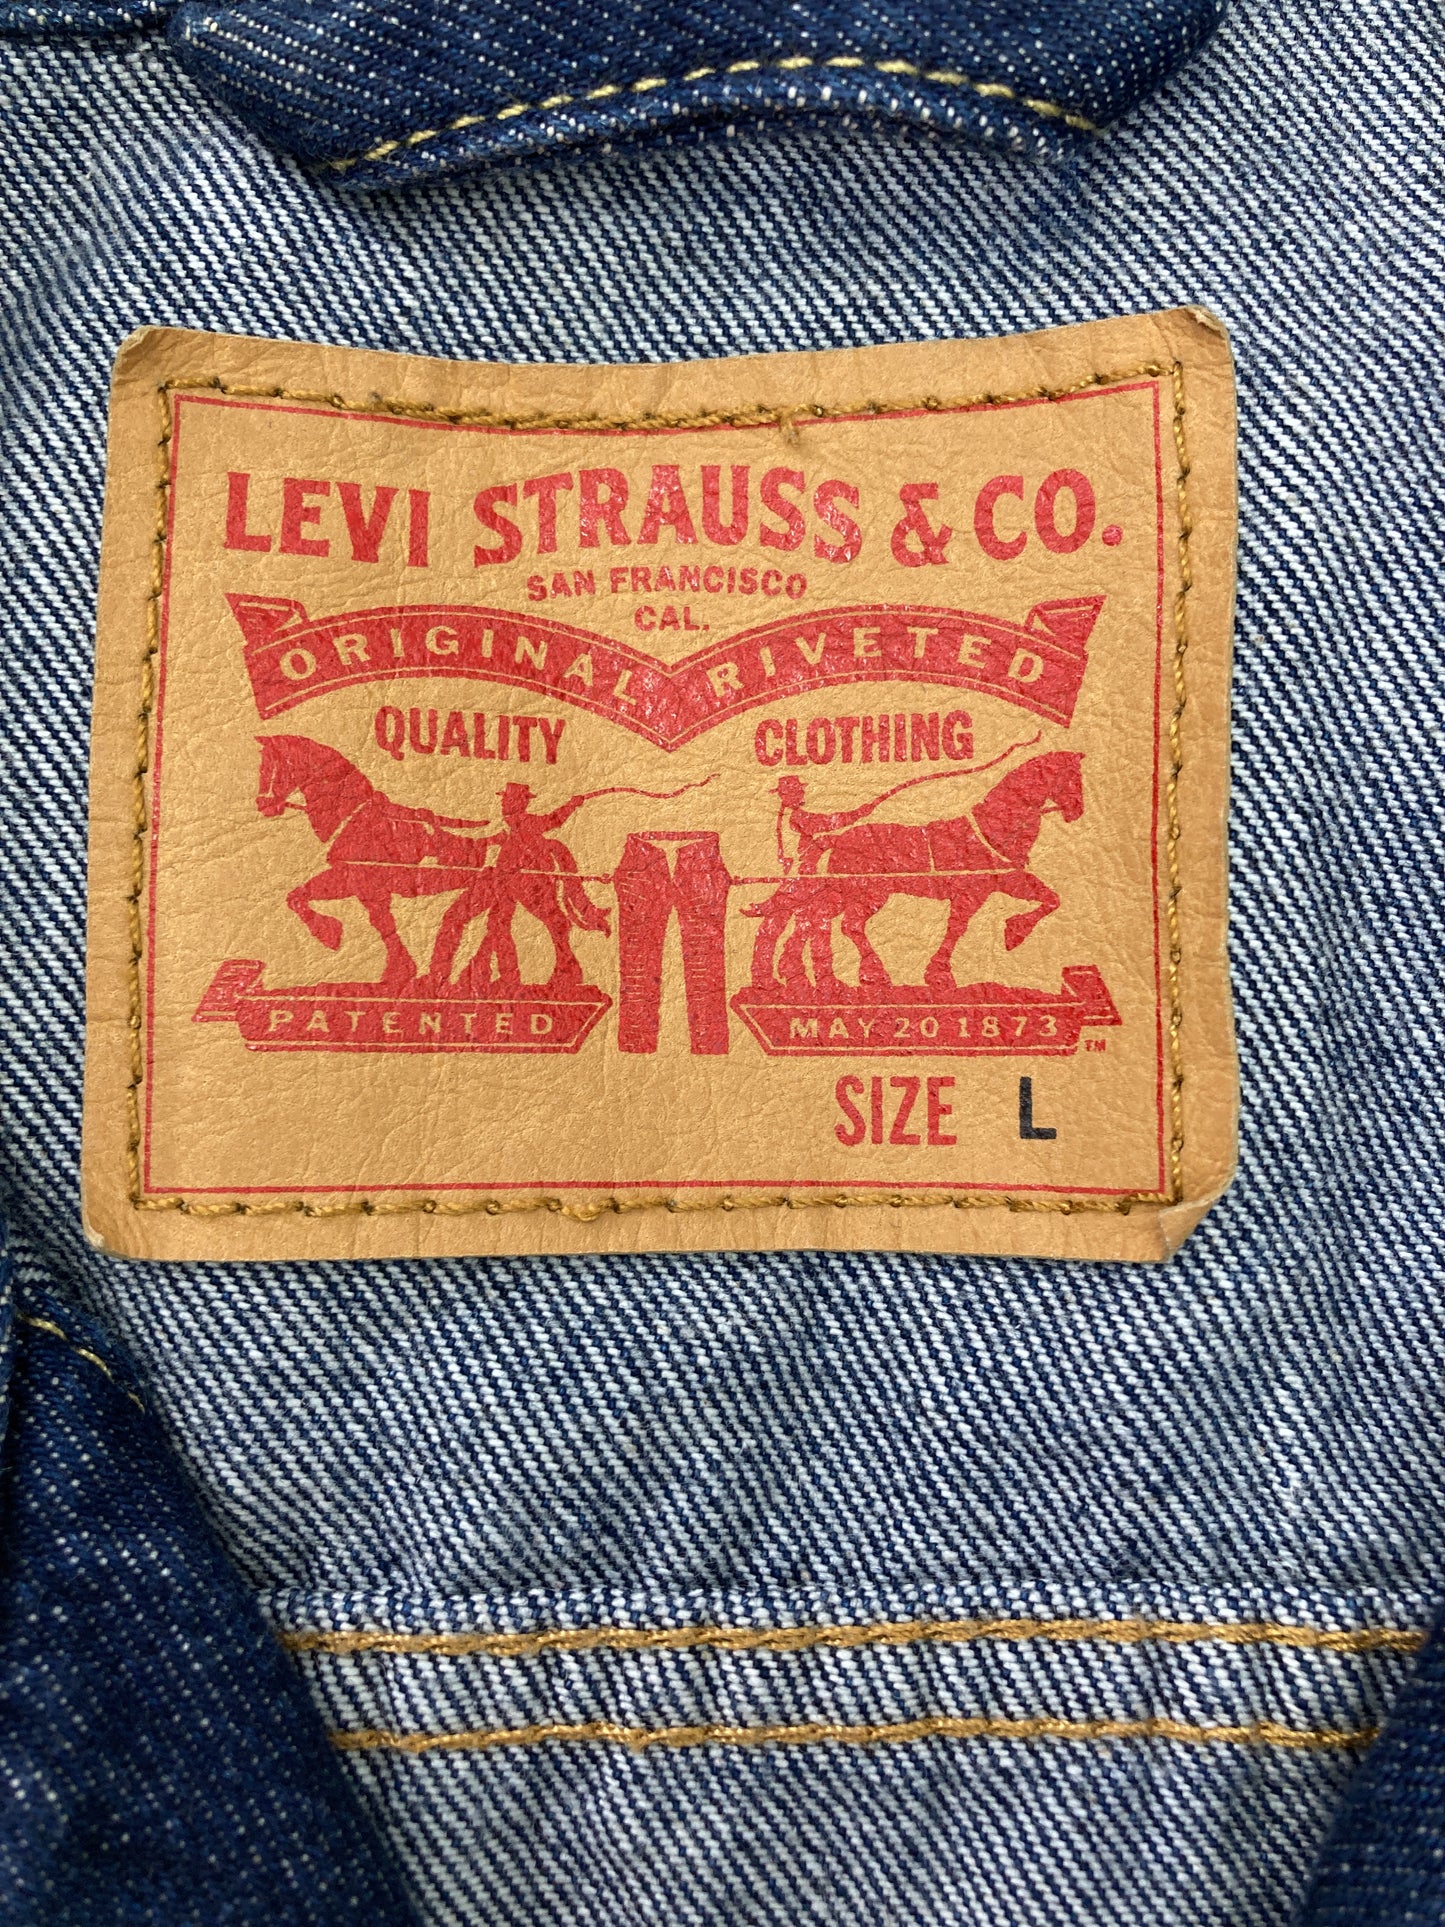 LEVI STRAUSS & CO.
SAN FRANCISCO
CAL.
ORIGINAL RIVETED
QUALITY CLOTHING
PATENTED MAY 20 1873
TM
SIZE L